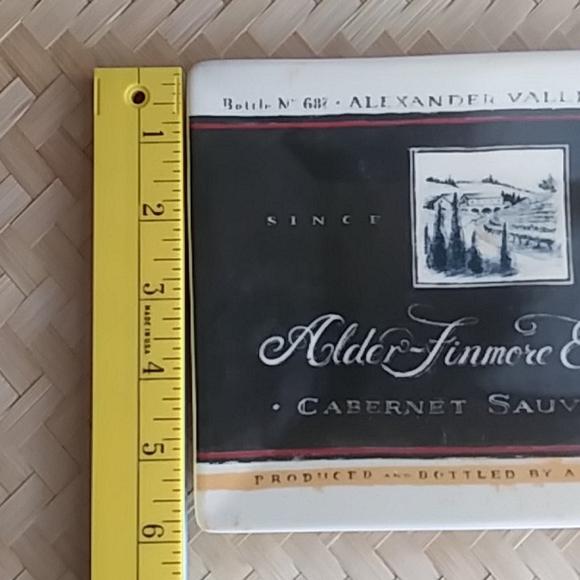 Bottle Nº 687 • ALEXANDER VALLE
SINCE
Alder-Finmore E
• CABERNET SAUV
PRODUCED AND BOTTLED BY A
1
2
3
MADE IN USA
4
5
6